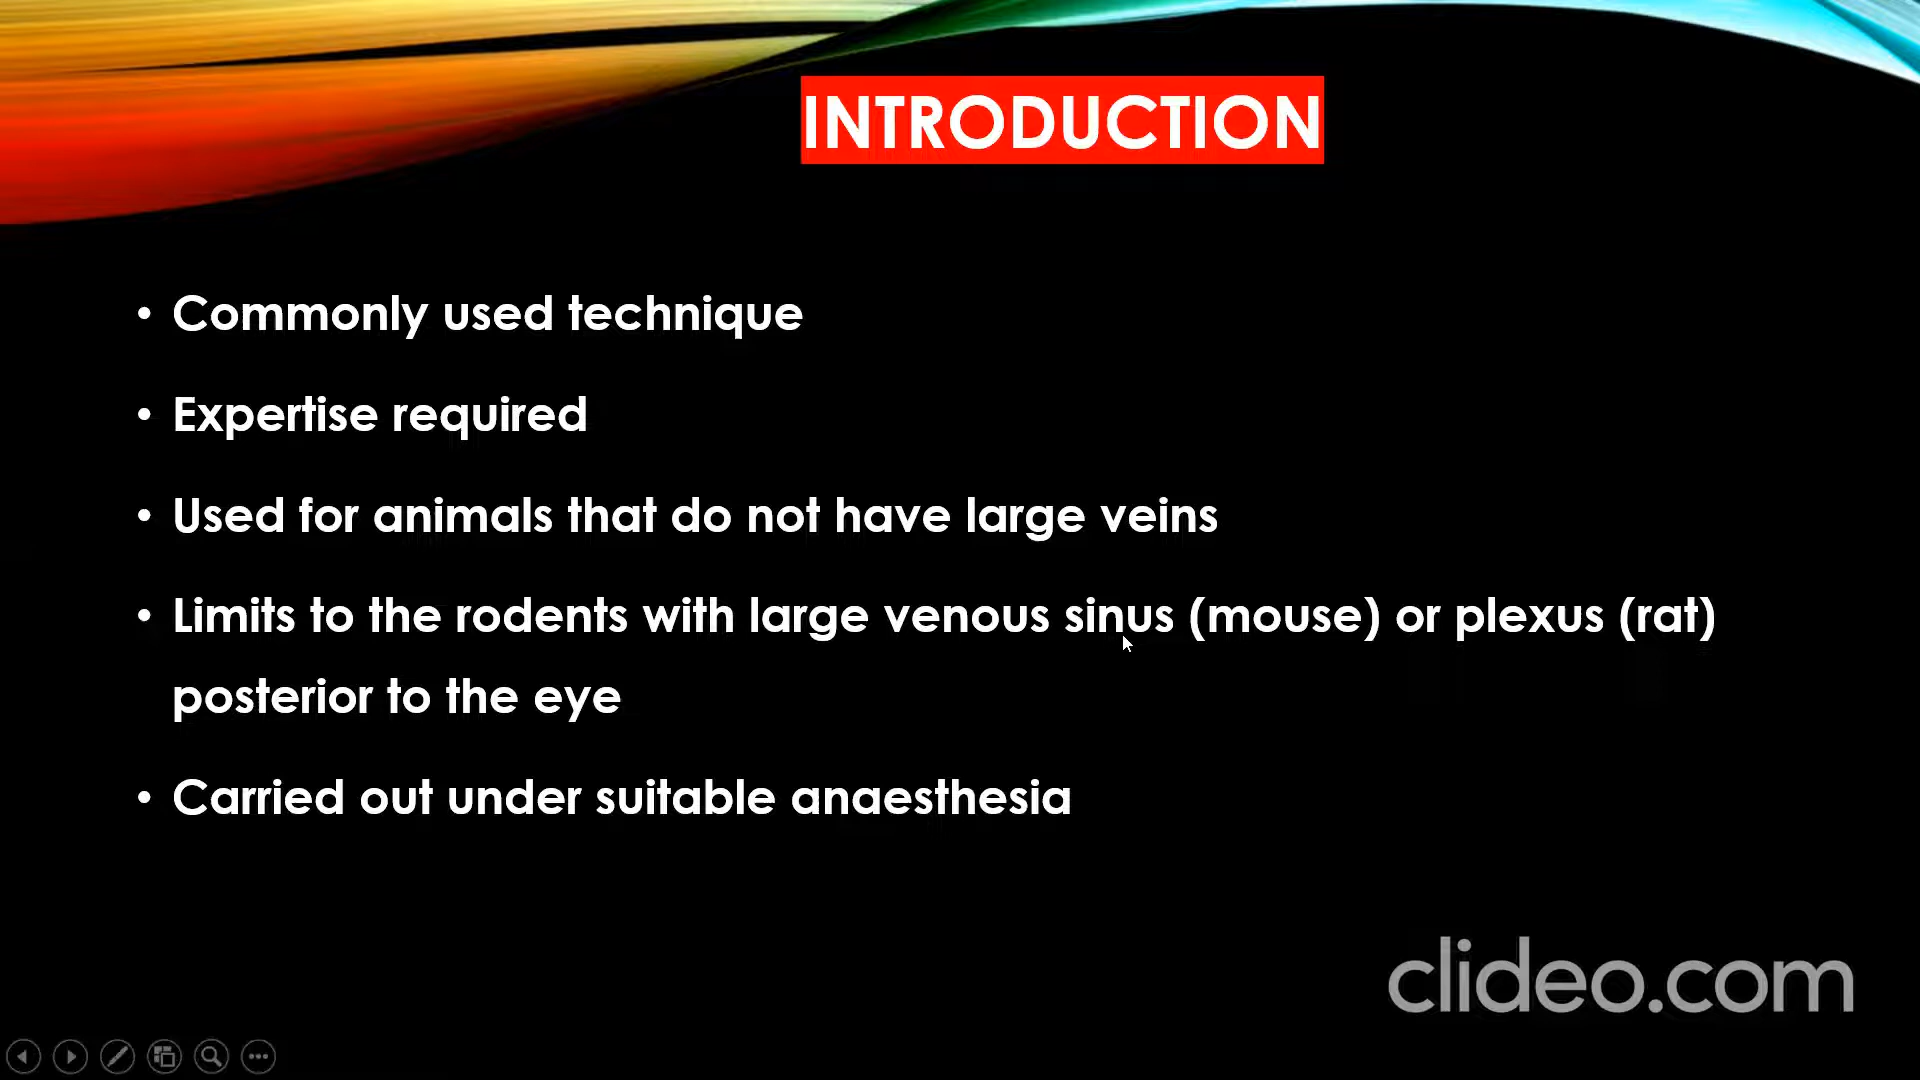 INTRODUCTION
• Commonly used technique
• Expertise required
• Used for animals that do not have large veins
• Limits to the rodents with large venous sinus (mouse) or plexus (rat)
posterior to the eye
• Carried out under suitable anaesthesia
clideo.com